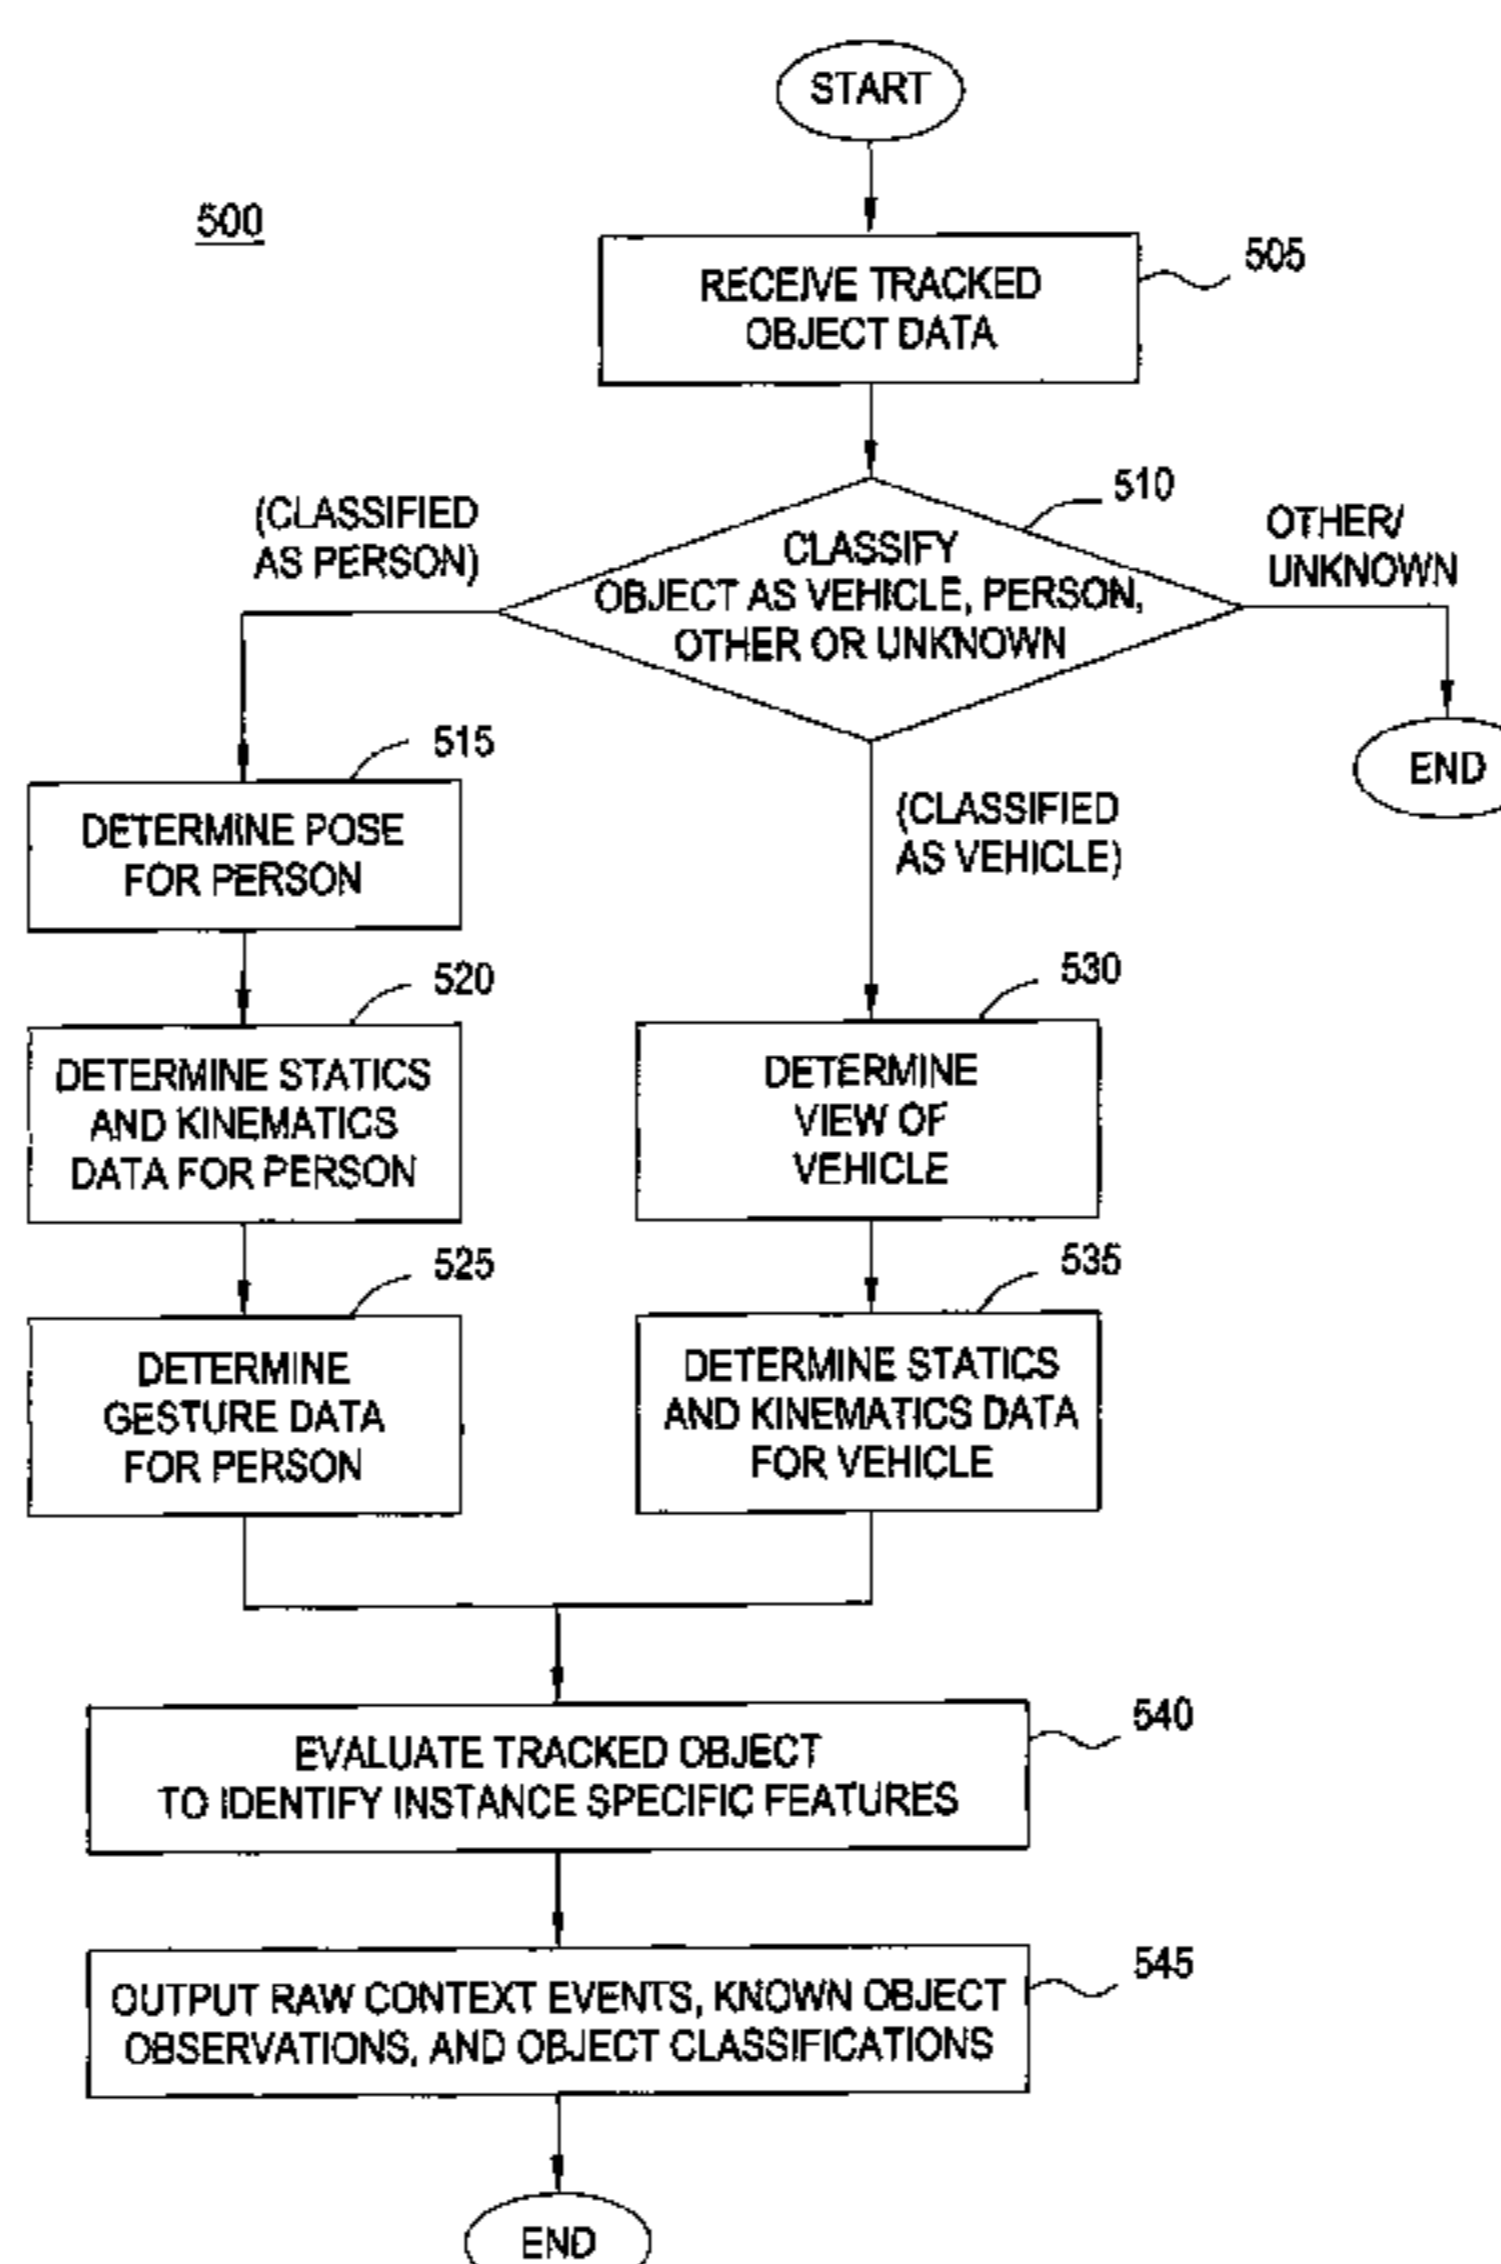 START
500
RECEIVE TRACKED
OBJECT DATA
505
(CLASSIFIED
AS PERSON)
510
CLASSIFY
OBJECT AS VEHICLE, PERSON,
OTHER OR UNKNOWN
OTHER/
UNKNOWN
END
(CLASSIFIED
AS VEHICLE)
515
DETERMINE POSE
FOR PERSON
520
DETERMINE STATICS
AND KINEMATICS
DATA FOR PERSON
525
DETERMINE
GESTURE DATA
FOR PERSON
530
DETERMINE
VIEW OF
VEHICLE
535
DETERMINE STATICS
AND KINEMATICS DATA
FOR VEHICLE
540
EVALUATE TRACKED OBJECT
TO IDENTIFY INSTANCE SPECIFIC FEATURES
545
OUTPUT RAW CONTEXT EVENTS, KNOWN OBJECT
OBSERVATIONS, AND OBJECT CLASSIFICATIONS
END